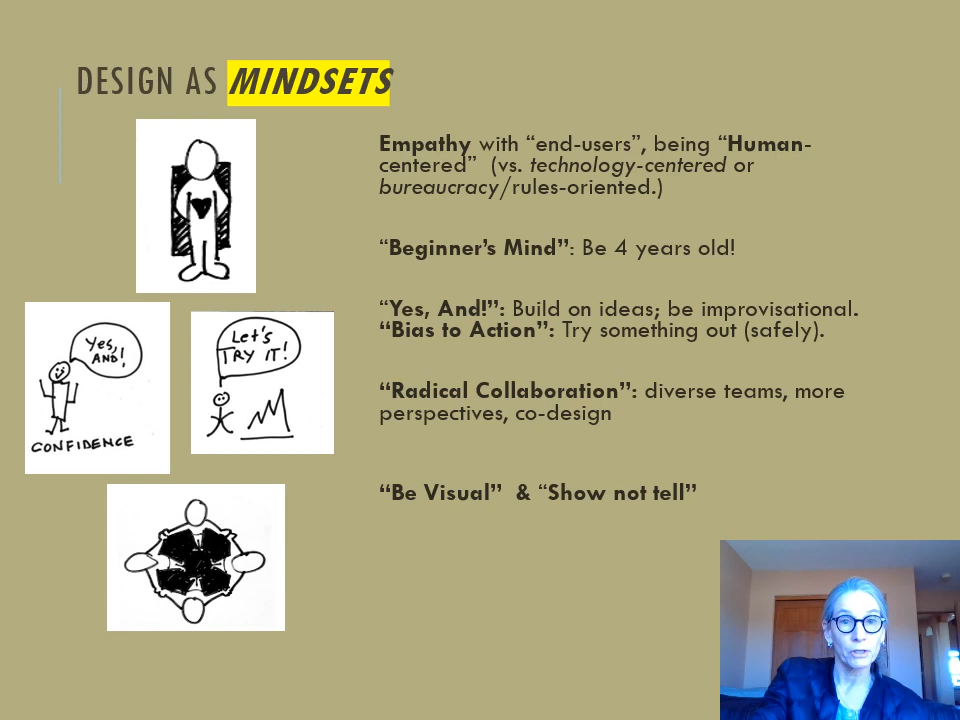 DESIGN AS MINDSETS
Empathy with “end-users”, being “Human-
centered”  (vs. technology-centered or
bureaucracy/rules-oriented.)
“Beginner’s Mind”: Be 4 years old!
“Yes, And!”: Build on ideas; be improvisational.
“Bias to Action”: Try something out (safely).
“Radical Collaboration”: diverse teams, more
perspectives, co-design
“Be Visual”  & “Show not tell”
Yes,
AND!
CONFIDENCE
Let's
TRY IT!